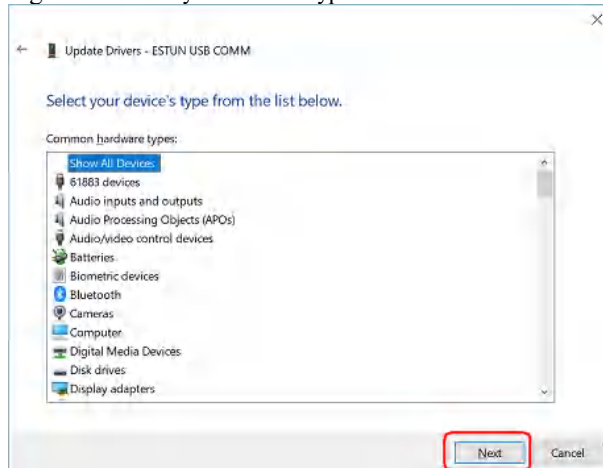 Update Drivers - ESTUN USB COMM
Select your device's type from the list below.
Common hardware types:
Show All Devices
61883 devices
Audio inputs and outputs
Audio Processing Objects (APOs)
Audio/video control devices
Batteries
Biometric devices
Bluetooth
Cameras
Computer
Digital Media Devices
Disk drives
Display adapters
Next Cancel